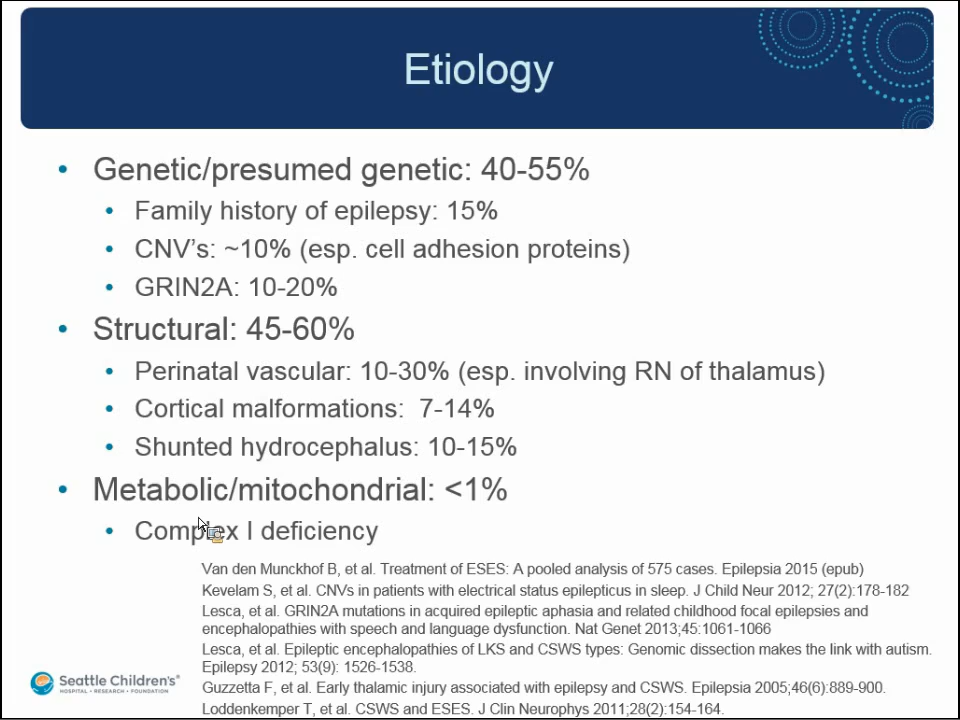 Etiology
• Genetic/presumed genetic: 40-55%
• Family history of epilepsy: 15%
• CNV's: ~10% (esp. cell adhesion proteins)
• GRIN2A: 10-20%
• Structural: 45-60%
• Perinatal vascular: 10-30% (esp. involving RN of thalamus)
• Cortical malformations: 7-14%
• Shunted hydrocephalus: 10-15%
• Metabolic/mitochondrial: <1%
• Complex I deficiency
Van den Munckhof B, et al. Treatment of ESES: A pooled analysis of 575 cases. Epilepsia 2015 (epub)
Kevelam S, et al. CNVs in patients with electrical status epilepticus in sleep. J Child Neur 2012; 27(2):178-182
Lesca, et al. GRIN2A mutations in acquired epileptic aphasia and related childhood focal epilepsies and
encephalopathies with speech and language dysfunction. Nat Genet 2013;45:1061-1066
Lesca, et al. Epileptic encephalopathies of LKS and CSWS types: Genomic dissection makes the link with autism.
Epilepsy 2012; 53(9): 1526-1538.
Guzzetta F, et al. Early thalamic injury associated with epilepsy and CSWS. Epilepsia 2005;46(6):889-900.
Loddenkemper T, et al. CSWS and ESES. J Clin Neurophys 2011;28(2):154-164.
Seattle Children's®
HOSPITAL • RESEARCH • FOUNDATION